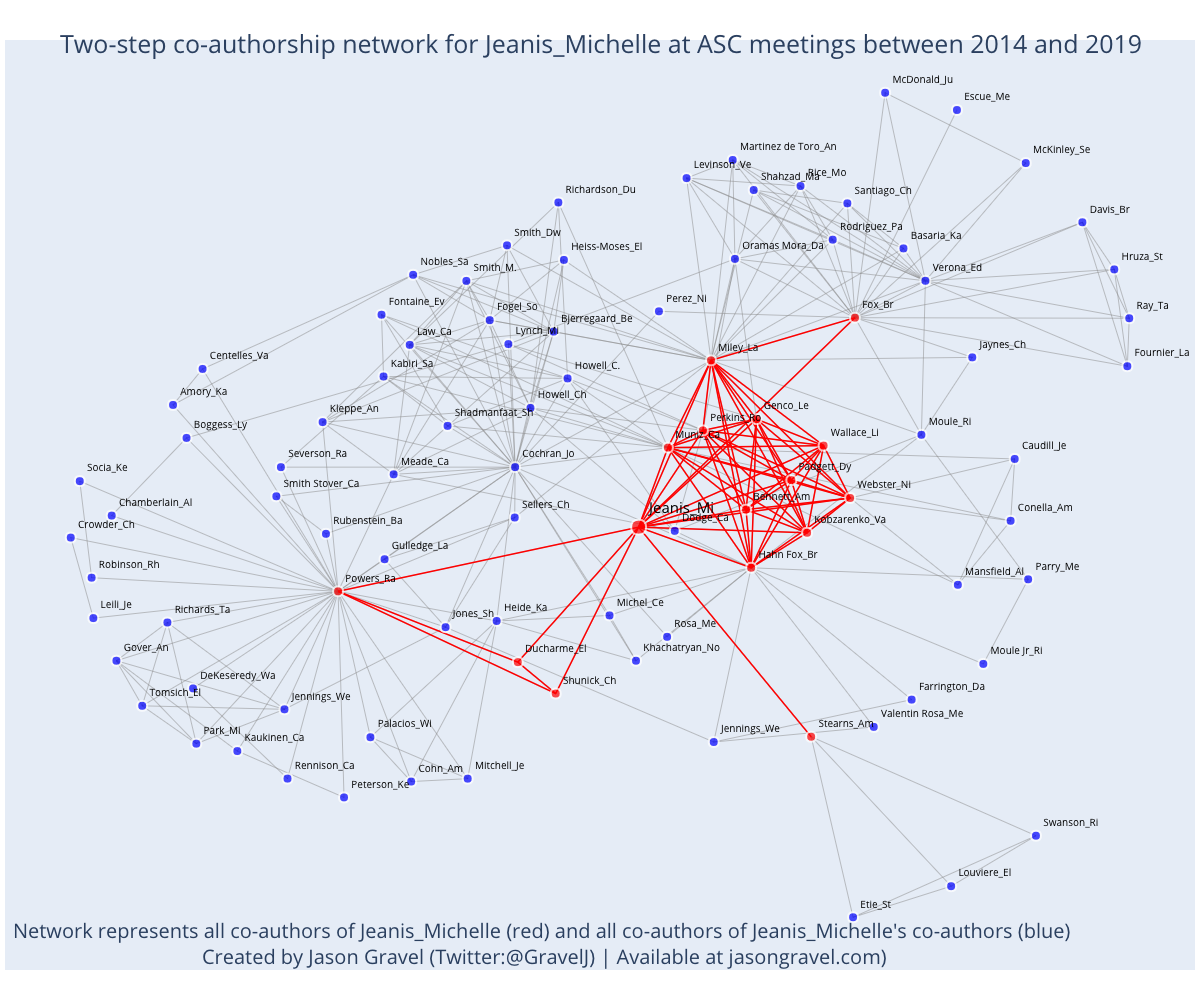 Two-step co-authorship network for Jeanis_Michelle at ASC meetings between 2014 and 2019
McDonald_Ju
Escue_Me
Martinez de Toro_An
McKinley_Se
Levinson_Ve
Shahzad_Ma
Rice_Mo
Richardson_Du
Santiago_Ch
Davis_Br
Rodriguez_Pa
Smith_Dw
Basaria_Ka
Heiss-Moses_El
Oramas Mora_Da
Hruza_St
Nobles_Sa
Smith_M.
Verona_Ed
Fontaine_Ev
Fogel_So
Perez_Ni
Fox_Br
Ray_Ta
Law_Ca
Lynch_Mi
Bjerregaard_Be
Centelles_Va
Miley_La
Jaynes_Ch
Fournier_La
Kabiri_Sa
Howell_C.
Amory_Ka
Howell_Ch
Genco_Le
Boggess_Ly
Kleppe_An
Shadmanfaat_Sh
Perkins_Ro
Moule_Ri
Muniz_Ca
Wallace_Li
Caudill_Je
Severson_Ra
Meade_Ca
Cochran_Jo
Padgett_Dy
Socia_Ke
Smith Stover_Ca
Webster_Ni
Chamberlain_Al
Sellers_Ch
Bennett_Am
Conella_Am
Crowder_Ch
Rubenstein_Ba
Jeanis_Mi
Dodge_Ca
Kobzarenko_Va
Gulledge_La
Hahn Fox_Br
Robinson_Rh
Powers_Ra
Mansfield_Al
Parry_Me
Leili_Je
Richards_Ta
Jones_Sh
Heide_Ka
Michel_Ce
Rosa_Me
Gover_An
Ducharme_El
Khachatryan_No
Moule Jr_Ri
DeKeseredy_Wa
Shunick_Ch
Tomsich_El
Jennings_We
Farrington_Da
Park_Mi
Kaukinen_Ca
Palacios_Wi
Jennings_We
Stearns_Am
Valentin Rosa_Me
Rennison_Ca
Peterson_Ke
Cohn_Am
Mitchell_Je
Swanson_Ri
Louviere_El
Etie_St
Network represents all co-authors of Jeanis_Michelle (red) and all co-authors of Jeanis_Michelle's co-authors (blue)
Created by Jason Gravel (Twitter:@GravelJ) | Available at jasongravel.com)